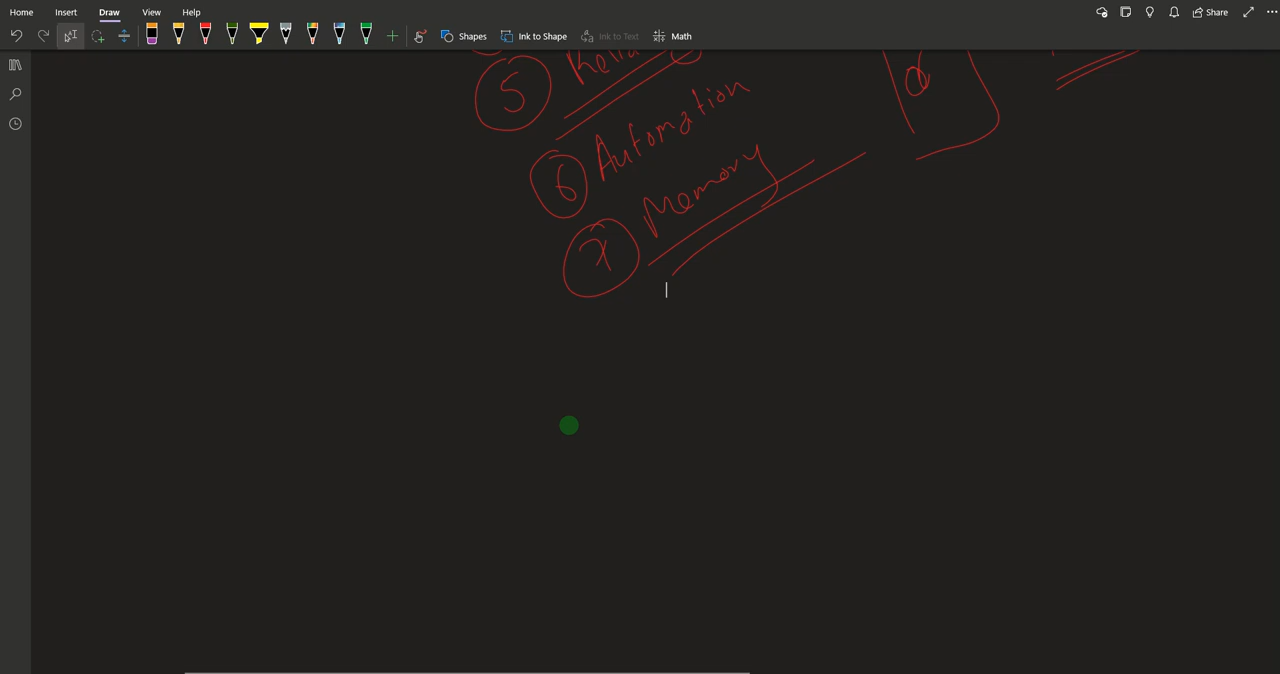 Home Insert Draw View Help
Share
Shapes Ink to Shape Ink to Text Math
5
6 Automation
7 Memory